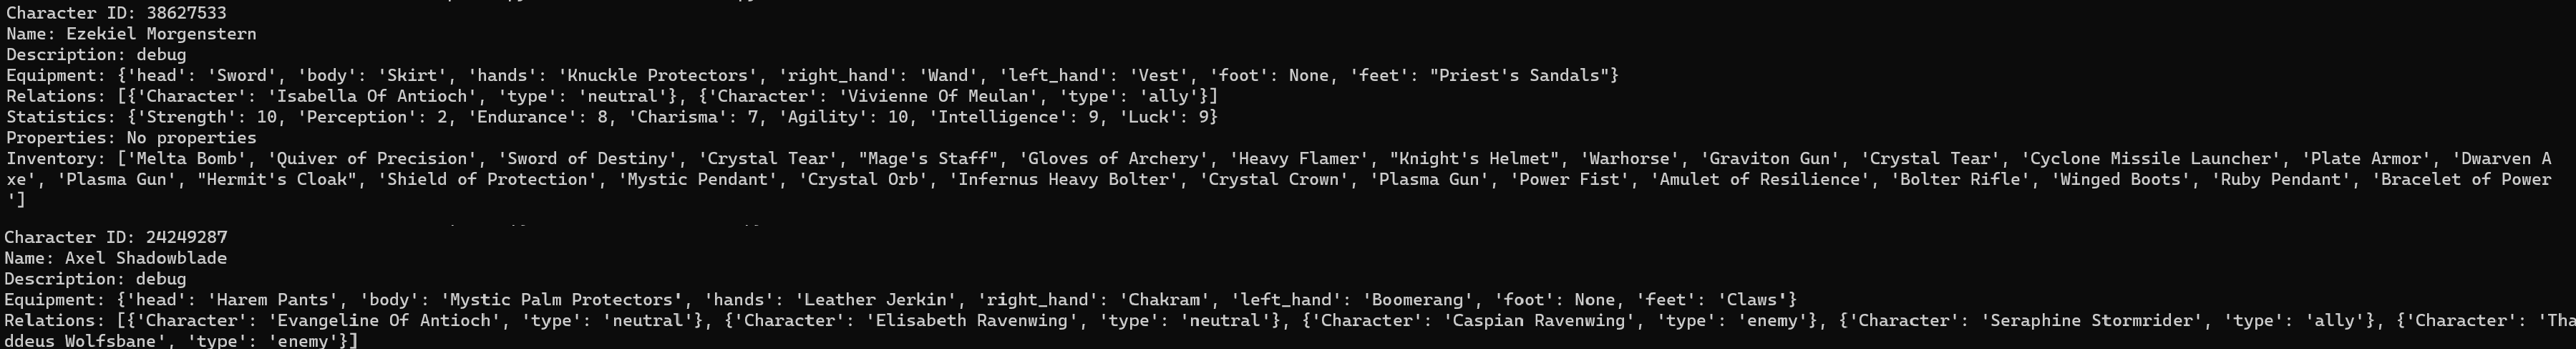 Character ID: 38627533
Name: Ezekiel Morgenstern
Description: debug
Equipment: {'head': 'Sword', 'body': 'Skirt', 'hands': 'Knuckle Protectors', 'right_hand': 'Wand', 'left_hand': 'Vest', 'foot': None, 'feet': "Priest's Sandals"}
Relations: [{'Character': 'Isabella Of Antioch', 'type': 'neutral'}, {'Character': 'Vivienne Of Meulan', 'type': 'ally'}]
Statistics: {'Strength': 10, 'Perception': 2, 'Endurance': 8, 'Charisma': 7, 'Agility': 10, 'Intelligence': 9, 'Luck': 9}
Properties: No properties
Inventory: ['Melta Bomb', 'Quiver of Precision', 'Sword of Destiny', 'Crystal Tear', "Mage's Staff", 'Gloves of Archery', 'Heavy Flamer', "Knight's Helmet", 'Warhorse', 'Graviton Gun', 'Crystal Tear', 'Cyclone Missile Launcher', 'Plate Armor', 'Dwarven A
xe', 'Plasma Gun', "Hermit's Cloak", 'Shield of Protection', 'Mystic Pendant', 'Crystal Orb', 'Infernus Heavy Bolter', 'Crystal Crown', 'Plasma Gun', 'Power Fist', 'Amulet of Resilience', 'Bolter Rifle', 'Winged Boots', 'Ruby Pendant', 'Bracelet of Power
']
Character ID: 24249287
Name: Axel Shadowblade
Description: debug
Equipment: {'head': 'Harem Pants', 'body': 'Mystic Palm Protectors', 'hands': 'Leather Jerkin', 'right_hand': 'Chakram', 'left_hand': 'Boomerang', 'foot': None, 'feet': 'Claws'}
Relations: [{'Character': 'Evangeline Of Antioch', 'type': 'neutral'}, {'Character': 'Elisabeth Ravenwing', 'type': 'neutral'}, {'Character': 'Caspian Ravenwing', 'type': 'enemy'}, {'Character': 'Seraphine Stormrider', 'type': 'ally'}, {'Character': 'Tha
ddeus Wolfsbane', 'type': 'enemy'}]